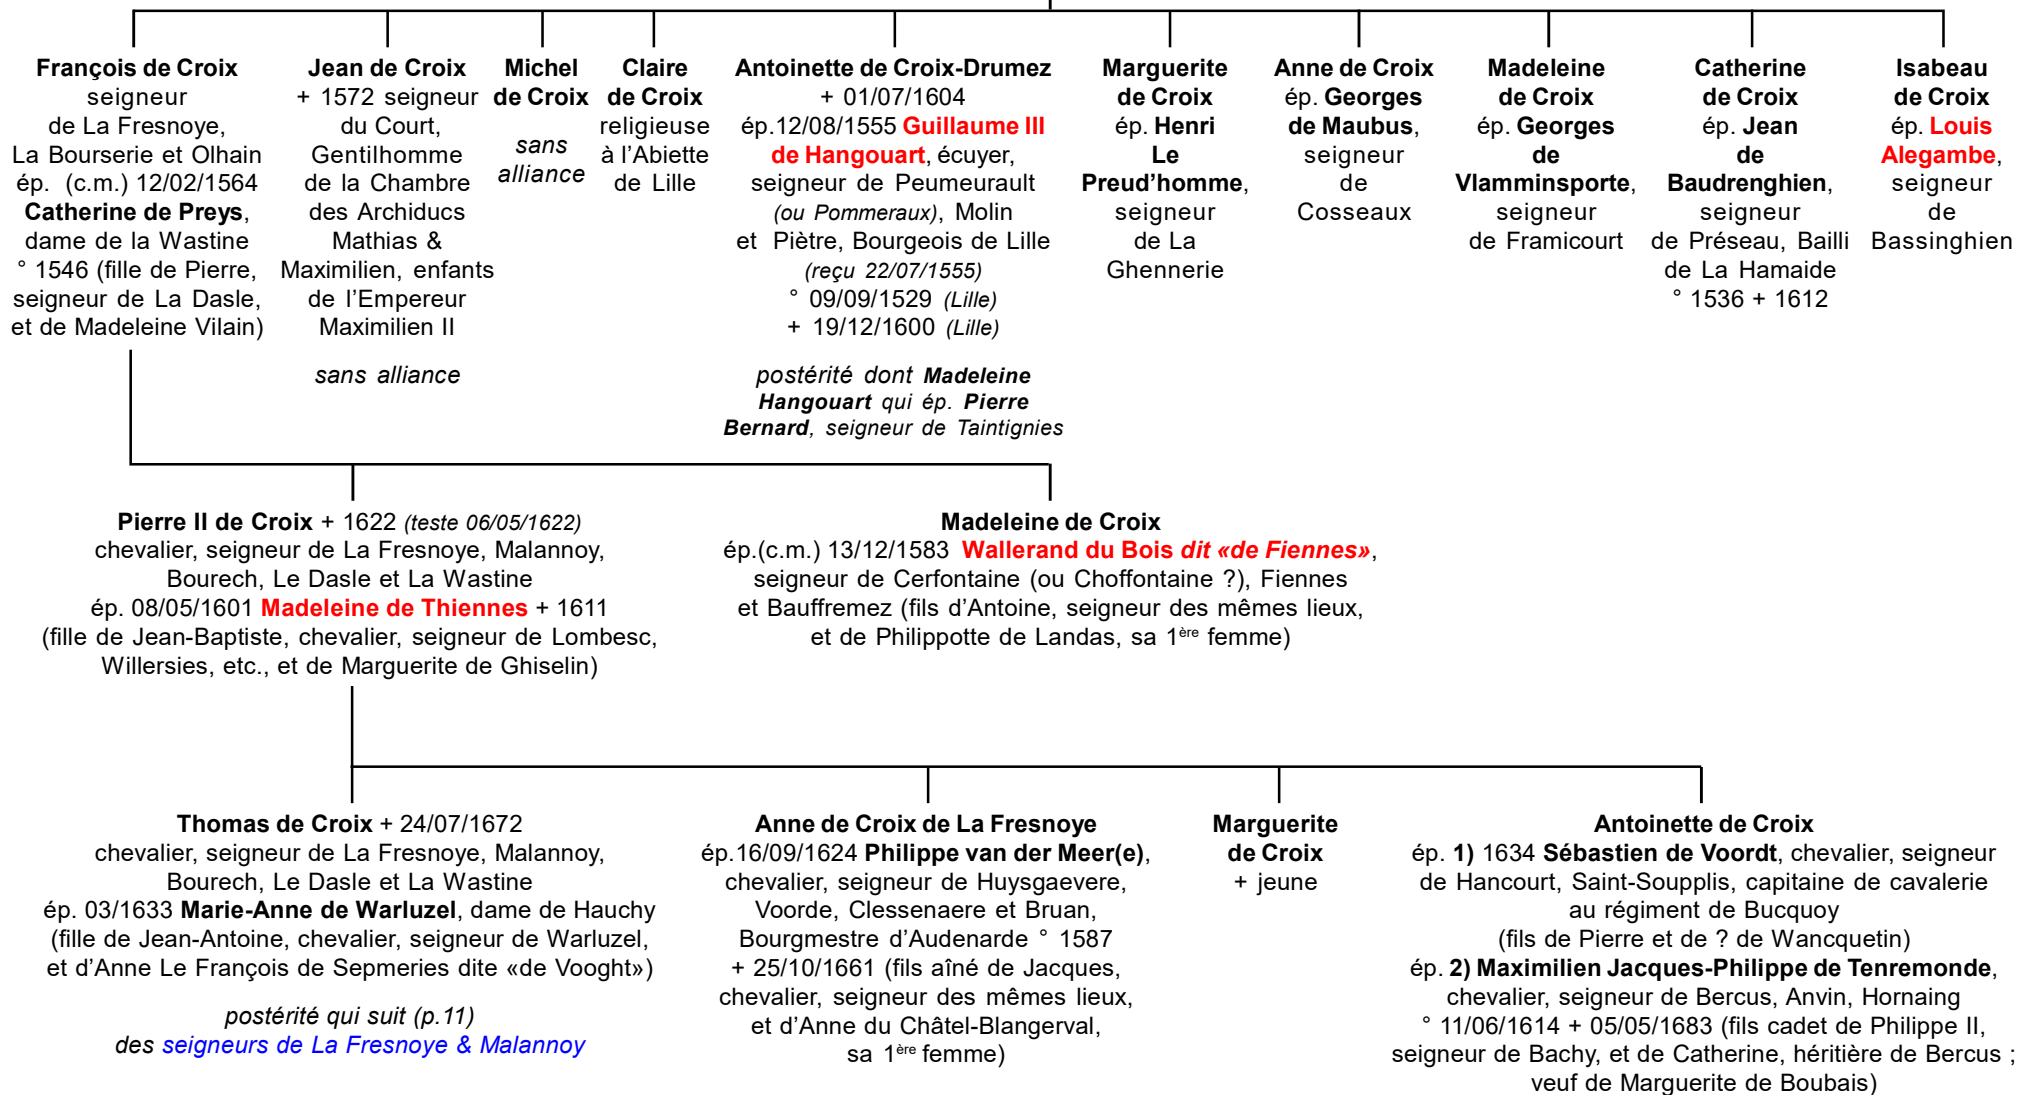 François de Croix
seigneur
de La Fresnoye,
La Bourserie et Olhain
ép. (c.m.) 12/02/1564
Catherine de Preys,
dame de la Wastine
° 1546 (fille de Pierre,
seigneur de La Dasle,
et de Madeleine Vilain)
Jean de Croix
+ 1572 seigneur
du Court,
Gentilhomme
de la Chambre
des Archiducs
Mathias &
Maximilien, enfants
de l'Empereur
Maximilien II
sans alliance
Michel
de Croix
sans
alliance
Claire
de Croix
religieuse
à l'Abiette
de Lille
Antoinette de Croix-Drumez
+ 01/07/1604
ép.12/08/1555 Guillaume III
de Hangouart, écuyer,
seigneur de Peumeurault
(ou Pommeraux), Molin
et Piètre, Bourgeois de Lille
(reçu 22/07/1555)
° 09/09/1529 (Lille)
+ 19/12/1600 (Lille)
postérité dont Madeleine
Hangouart qui ép. Pierre
Bernard, seigneur de Taintignies
Marguerite
de Croix
ép. Henri
Le
Preud'homme,
seigneur
de La
Ghennerie
Anne de Croix
ép. Georges
de Maubus,
seigneur
de
Cosseaux
Madeleine
de Croix
ép. Georges
de
Vlamminsporte,
seigneur
de Framicourt
Catherine
de Croix
ép. Jean
de
Baudrenghien,
seigneur
de Préseau, Bailli
de La Hamaide
° 1536 + 1612
Isabeau
de Croix
ép. Louis
Alegambe,
seigneur
de
Bassinghien
Pierre II de Croix + 1622 (teste 06/05/1622)
chevalier, seigneur de La Fresnoye, Malannoy,
Bourech, Le Dasle et La Wastine
ép. 08/05/1601 Madeleine de Thiennes + 1611
(fille de Jean-Baptiste, chevalier, seigneur de Lombesc,
Willersies, etc., et de Marguerite de Ghiselin)
Madeleine de Croix
ép.(c.m.) 13/12/1583 Wallerand du Bois dit «de Fiennes»,
seigneur de Cerfontaine (ou Choffontaine ?), Fiennes
et Bauffremez (fils d'Antoine, seigneur des mêmes lieux,
et de Philippotte de Landas, sa 1ère femme)
Thomas de Croix + 24/07/1672
chevalier, seigneur de La Fresnoye, Malannoy,
Bourech, Le Dasle et La Wastine
ép. 03/1633 Marie-Anne de Warluzel, dame de Hauchy
(fille de Jean-Antoine, chevalier, seigneur de Warluzel,
et d'Anne Le François de Sepmeries dite «de Vooght»)
postérité qui suit (p.11)
des seigneurs de La Fresnoye & Malannoy
Anne de Croix de La Fresnoye
ép.16/09/1624 Philippe van der Meer(e),
chevalier, seigneur de Huysgaevere,
Voorde, Clessenaere et Bruan,
Bourgmestre d'Audenarde ° 1587
+ 25/10/1661 (fils aîné de Jacques,
chevalier, seigneur des mêmes lieux,
et d'Anne du Châtel-Blangerval,
sa 1ère femme)
Marguerite
de Croix
+ jeune
Antoinette de Croix
ép. 1) 1634 Sébastien de Voordt, chevalier, seigneur
de Hancourt, Saint-Soupplis, capitaine de cavalerie
au régiment de Bucquoy
(fils de Pierre et de ? de Wancquetin)
ép. 2) Maximilien Jacques-Philippe de Tenremonde,
chevalier, seigneur de Bercus, Anvin, Hornaing
° 11/06/1614 + 05/05/1683 (fils cadet de Philippe II,
seigneur de Bachy, et de Catherine, héritière de Bercus ;
veuf de Marguerite de Boubais)